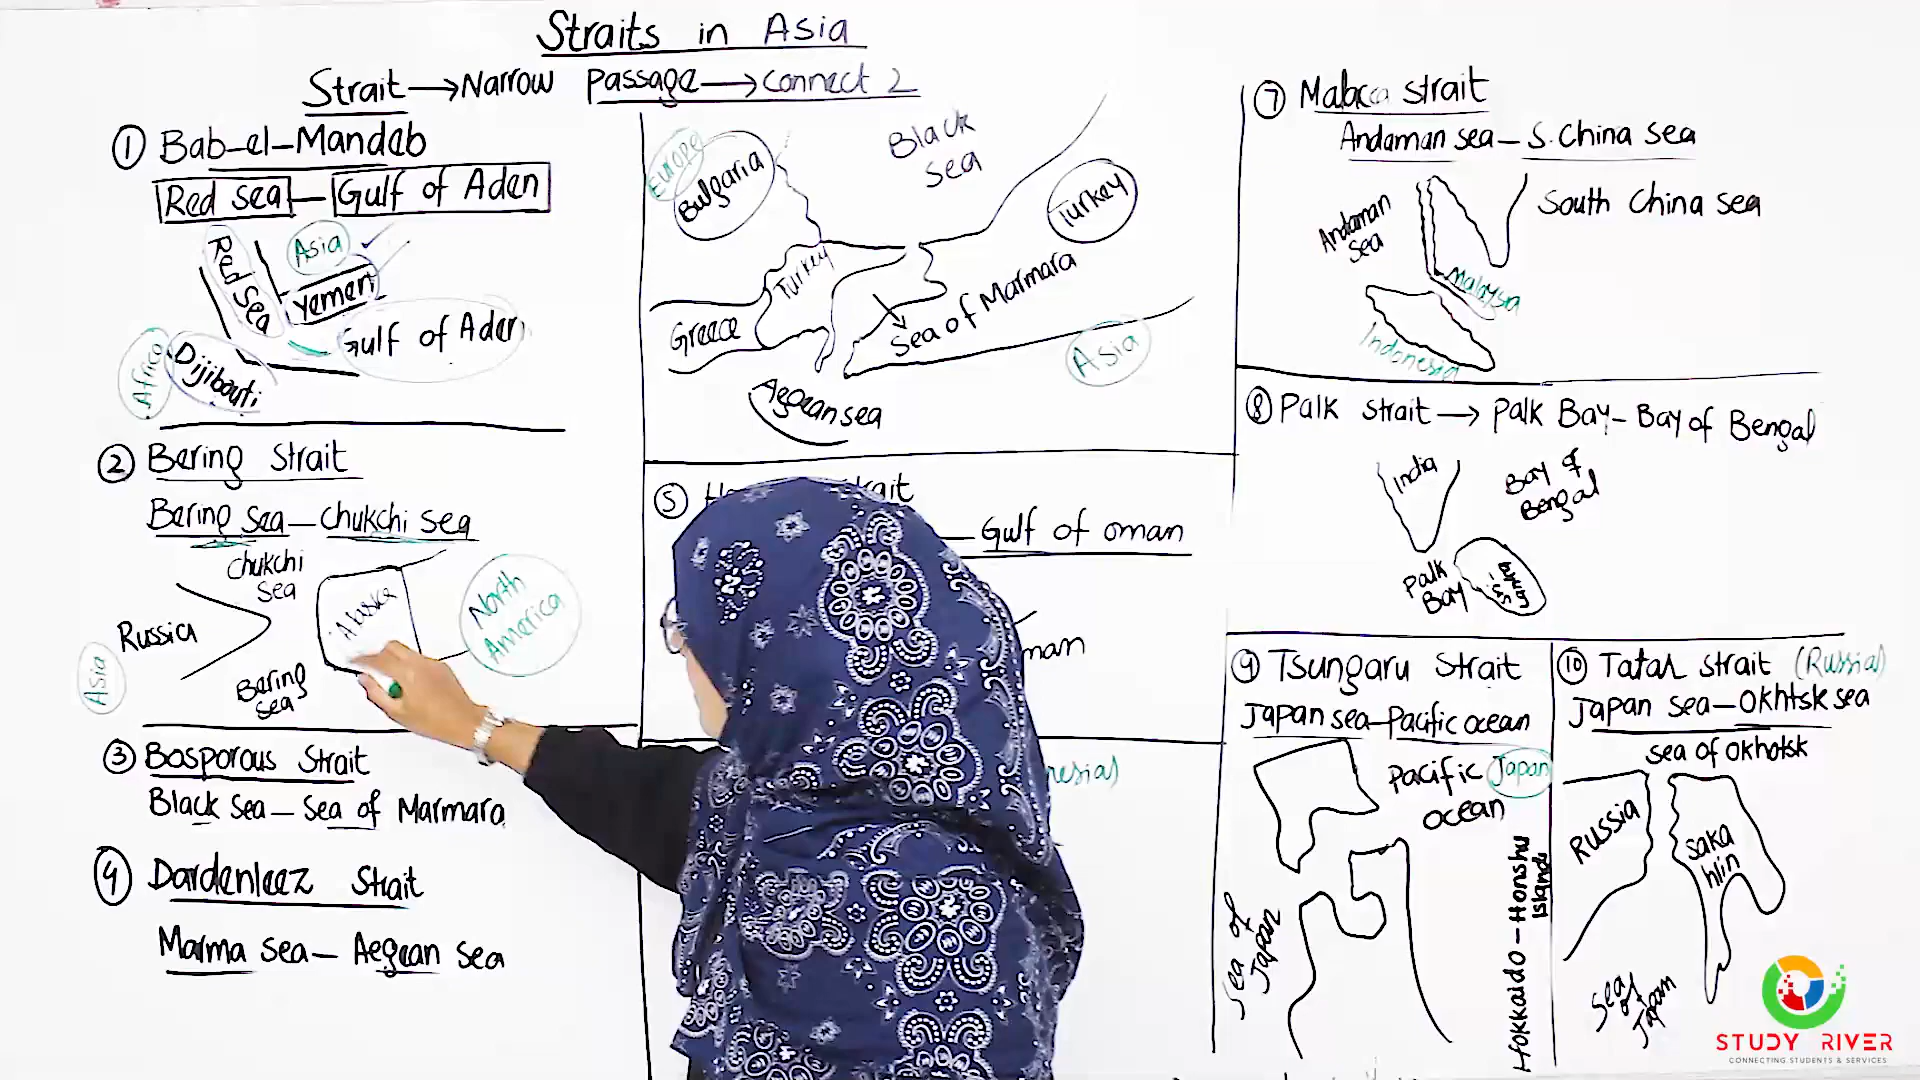 Straits in Asia
Strait → Narrow Passage → Connect 2
① Bab-el-Mandab
Red Sea — Gulf of Aden
Red Sea
Asia
Yemen
Gulf of Aden
Africa
Dijibouti
② Bering Strait
Bering Sea — Chukchi Sea
Chukchi
Sea
Russia
Alaska
North
America
Asia
Bering
Sea
③ Bosporous Strait
Black Sea — Sea of Marmara
④ Dardenleez Strait
Marma Sea — Aegean Sea
Europe
Bulgaria
Black
Sea
Turkey
Turkey
Greece
Sea of Marmara
Asia
Aegean sea
⑤
— Gulf of oman
⑦ Malacca Strait
Andaman sea — S. China Sea
Andaman
Sea
South China Sea
Malaysia
Indonesia
⑧ Palk Strait → Palk Bay — Bay of Bengal
India
Bay of
Bengal
Palk
Bay
⑨ Tsungaru Strait
Japan Sea — Pacific ocean
Pacific
ocean
Japan
Sea of
Japan
Hokkaido — Honshu
Islands
⑩ Tatar Strait (Russia)
Japan Sea — Okhtsk sea
Sea of Okhotsk
Russia
Saka
hlin
Sea
of
Japan
STUDY RIVER
CONNECTING STUDENTS & SERVICES